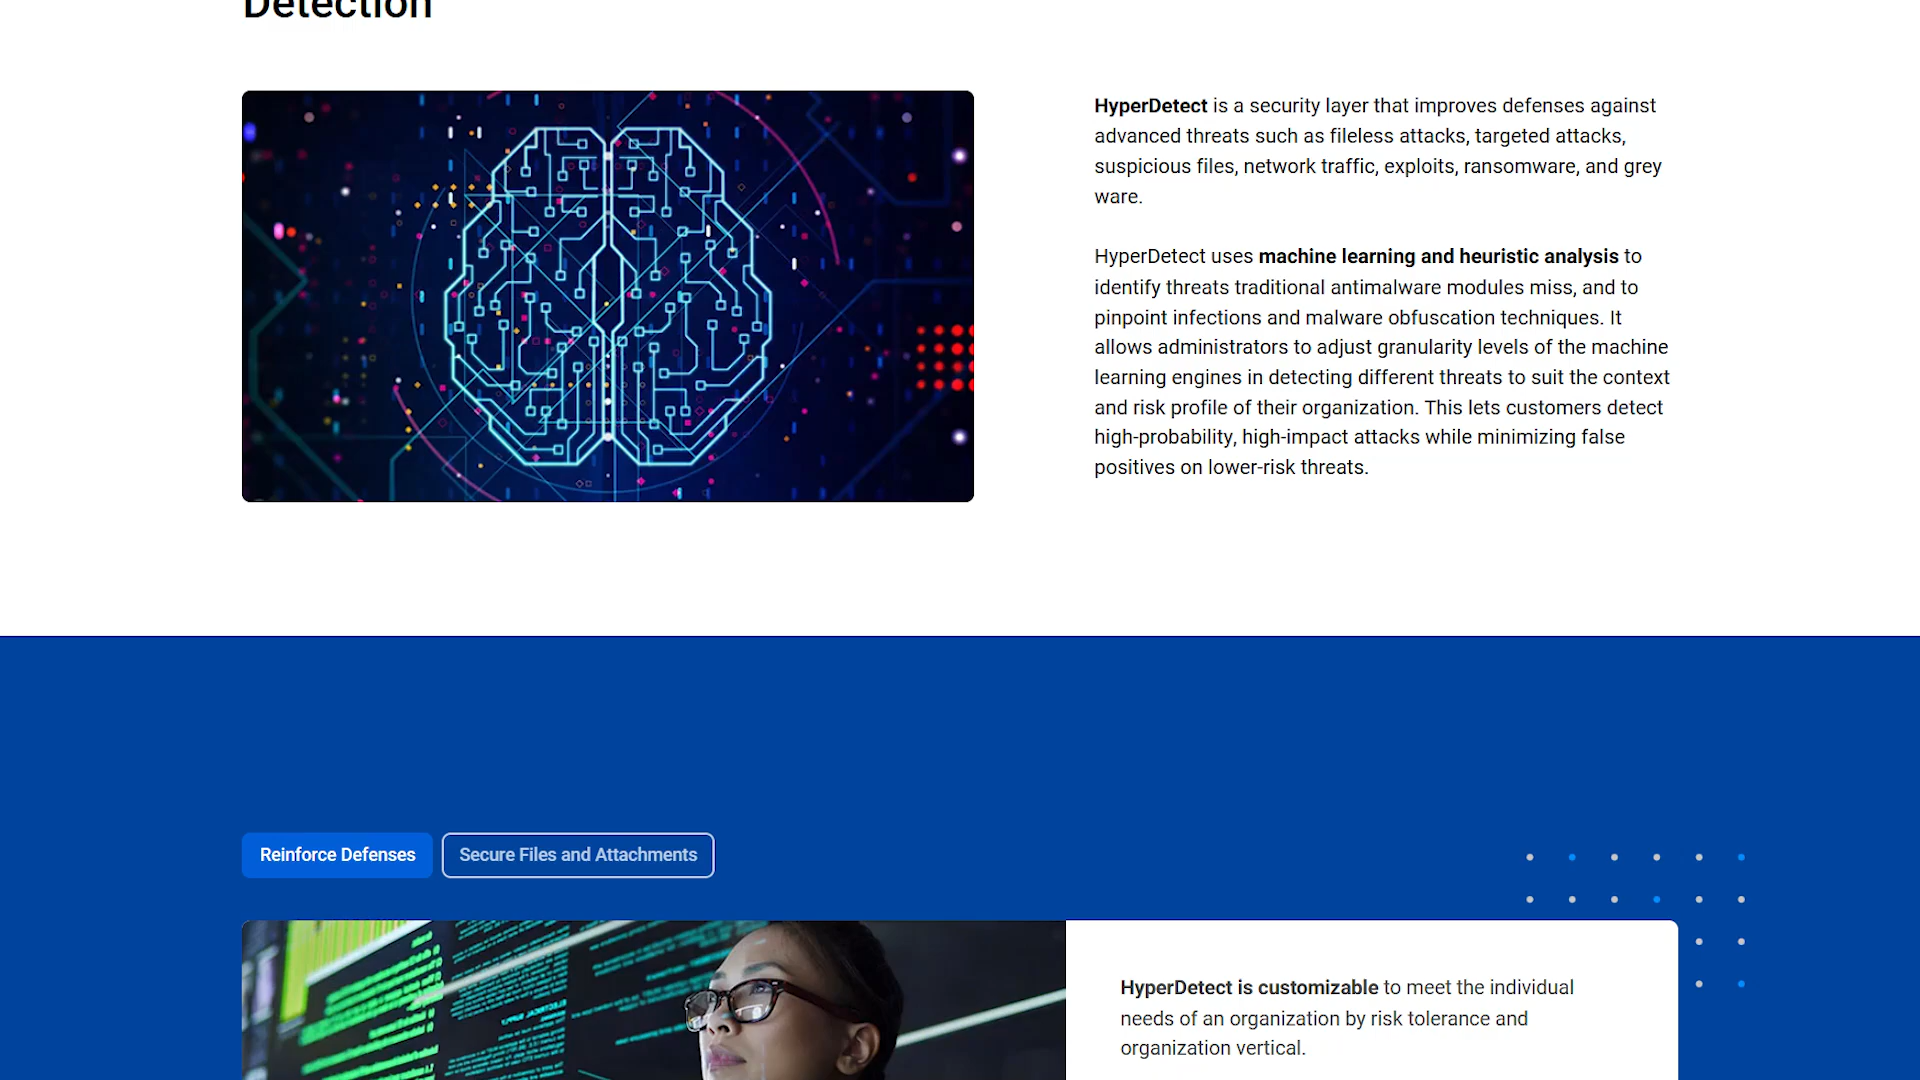 Detection
HyperDetect is a security layer that improves defenses against
advanced threats such as fileless attacks, targeted attacks,
suspicious files, network traffic, exploits, ransomware, and grey
ware.
HyperDetect uses machine learning and heuristic analysis to
identify threats traditional antimalware modules miss, and to
pinpoint infections and malware obfuscation techniques. It
allows administrators to adjust granularity levels of the machine
learning engines in detecting different threats to suit the context
and risk profile of their organization. This lets customers detect
high-probability, high-impact attacks while minimizing false
positives on lower-risk threats.
Reinforce Defenses
Secure Files and Attachments
HyperDetect is customizable to meet the individual
needs of an organization by risk tolerance and
organization vertical.